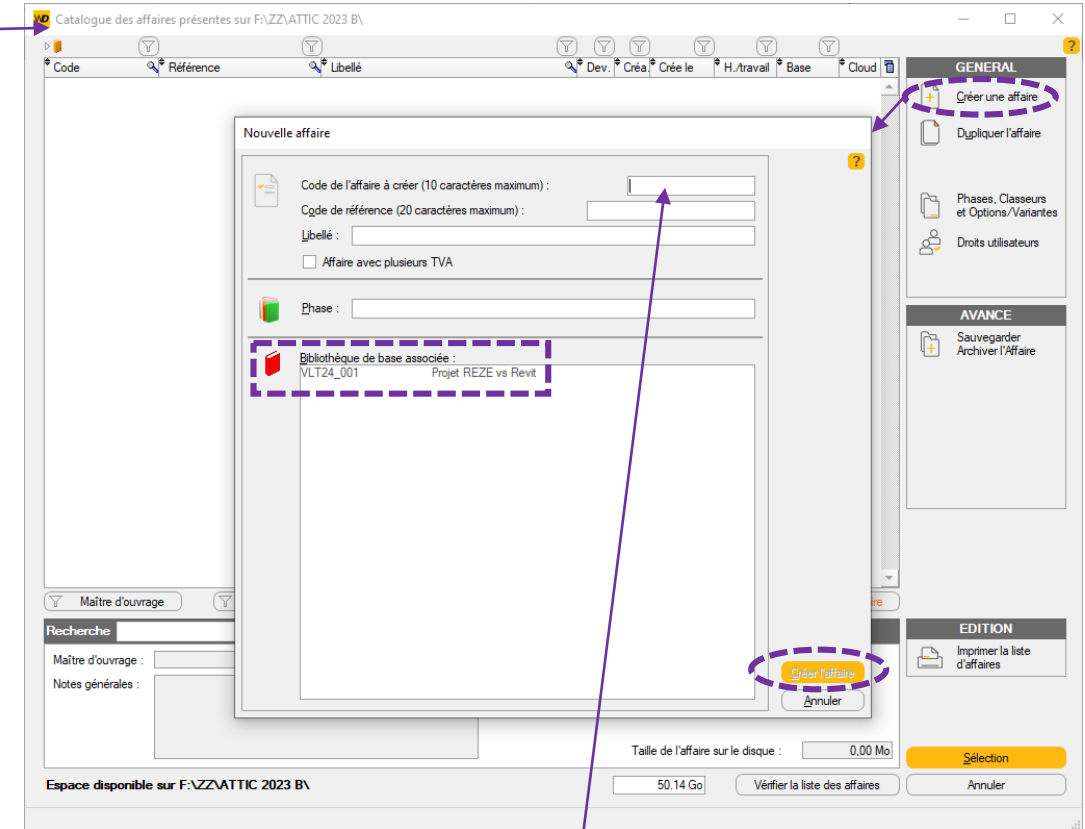 WD Catalogue des affaires présentes sur F:\ZZ\ATTIC 2023 B\
?
Code Référence Libellé Dev. Créa. Crée le H./travail Base Cloud
GENERAL
Créer une affaire
Dupliquer l'affaire
Phases, Classeurs
et Options/Variantes
Droits utilisateurs
AVANCE
Sauvegarder
Archiver l'Affaire
Nouvelle affaire
?
Code de l'affaire à créer (10 caractères maximum) :
Code de référence (20 caractères maximum) :
Libellé :
Affaire avec plusieurs TVA
Phase :
Bibliothèque de base associée :
VLT24_001 Projet REZE vs Revit
Créer l'affaire
Annuler
Maître d'ouvrage
Recherche
Maître d'ouvrage :
Notes générales :
EDITION
Imprimer la liste
d'affaires
Taille de l'affaire sur le disque : 0,00 Mo
Sélection
Espace disponible sur F:\ZZ\ATTIC 2023 B\ 50.14 Go Vérifier la liste des affaires Annuler